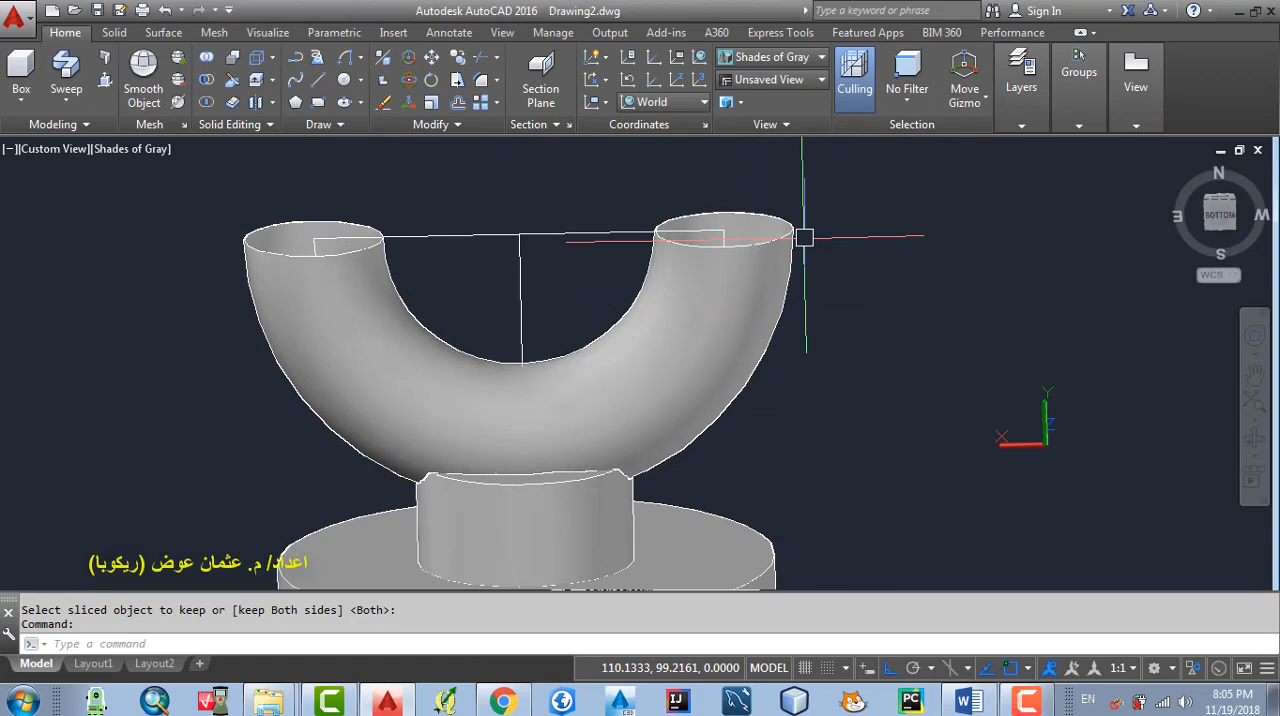 Autodesk AutoCAD 2016 Drawing2.dwg
Type a keyword or phrase
Sign In
Home Solid Surface Mesh Visualize Parametric Insert Annotate View Manage Output Add-ins A360 Express Tools Featured Apps BIM 360 Performance
Box Sweep Smooth Object Section Plane Culling No Filter Move Gizmo Layers Groups View
Shades of Gray
Unsaved View
World
Modeling Mesh Solid Editing Draw Modify Section Coordinates View Selection
[−][Custom View][Shades of Gray]
N
E BOTTOM W
S
WCS
Y
X Z
اعداد/ م. عثمان عوض (ريكوبا)
Select sliced object to keep or [keep Both sides] <Both>:
Command:
Type a command
Model Layout1 Layout2 +
110.1333, 99.2161, 0.0000 MODEL 1:1
EN 8:05 PM
11/19/2018